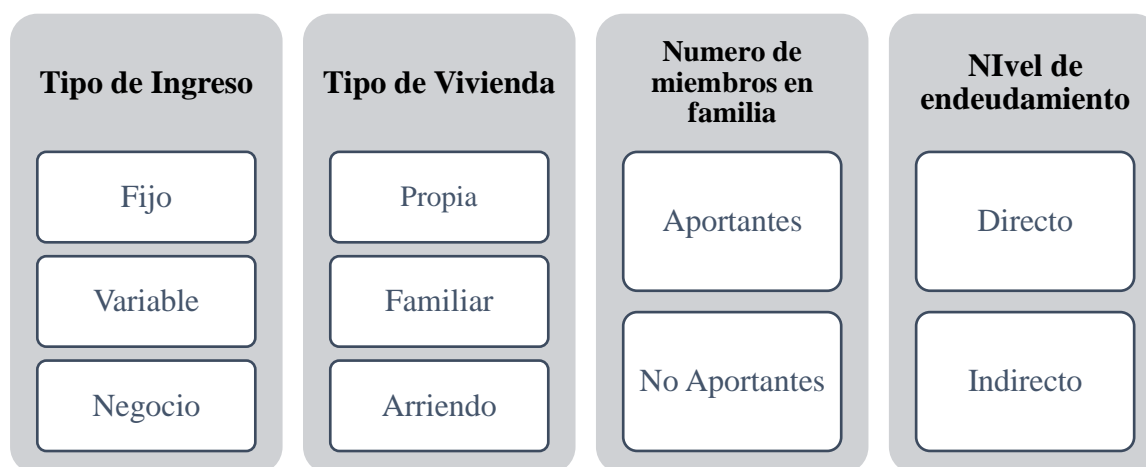 Tipo de Ingreso
Fijo
Variable
Negocio
Tipo de Vivienda
Propia
Familiar
Arriendo
Numero de
miembros en
familia
Aportantes
No Aportantes
NIvel de
endeudamiento
Directo
Indirecto